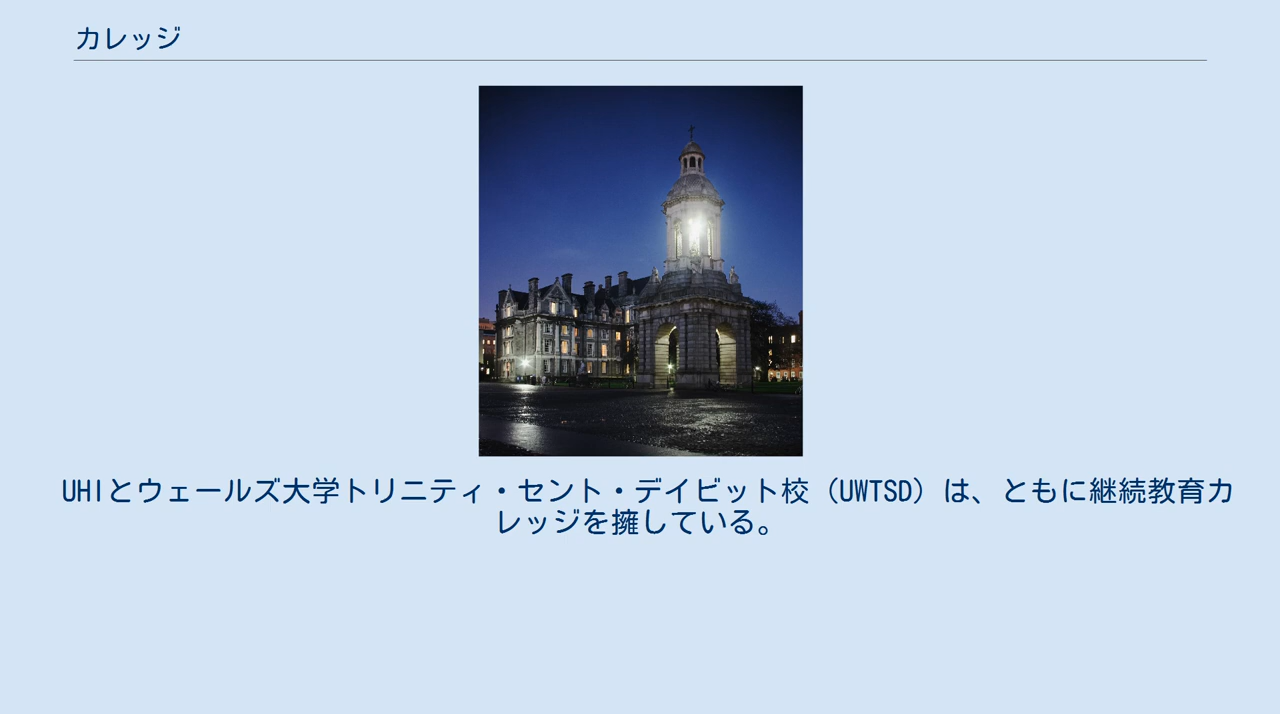 カレッジ
UHIとウェールズ大学トリニティ・セント・デイビット校（UWTSD）は、ともに継続教育カ
レッジを擁している。